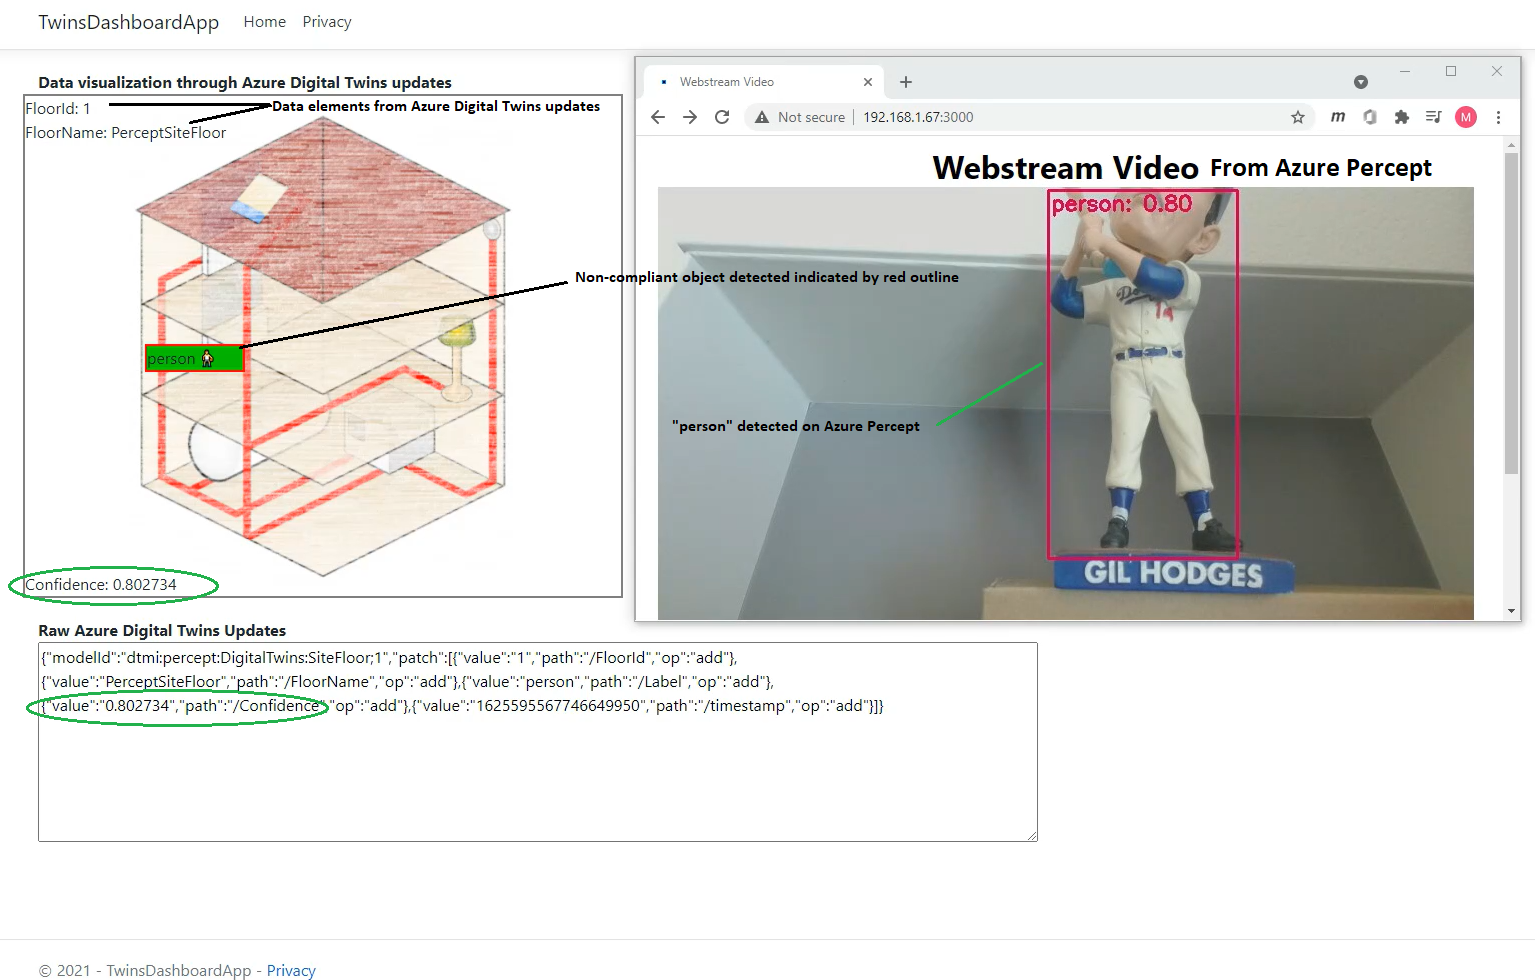 TwinsDashboardApp Home Privacy
Data visualization through Azure Digital Twins updates
FloorId: 1
Data elements from Azure Digital Twins updates
FloorName: PerceptSiteFloor
Non-compliant object detected indicated by red outline
person
Confidence: 0.802734
Webstream Video
Not secure 192.168.1.67:3000
m
M
Webstream Video From Azure Percept
person: 0.80
Dod
14
"person" detected on Azure Percept
GIL HODGES
Raw Azure Digital Twins Updates
{"modelId":"dtmi:percept:DigitalTwins:SiteFloor;1","patch":[{"value":"1","path":"/FloorId","op":"add"},
{"value":"PerceptSiteFloor","path":"/FloorName","op":"add"},{"value":"person","path":"/Label","op":"add"},
{"value":"0.802734","path":"/Confidence","op":"add"},{"value":"1625595567746649950","path":"/timestamp","op":"add"}]}
© 2021 - TwinsDashboardApp - Privacy